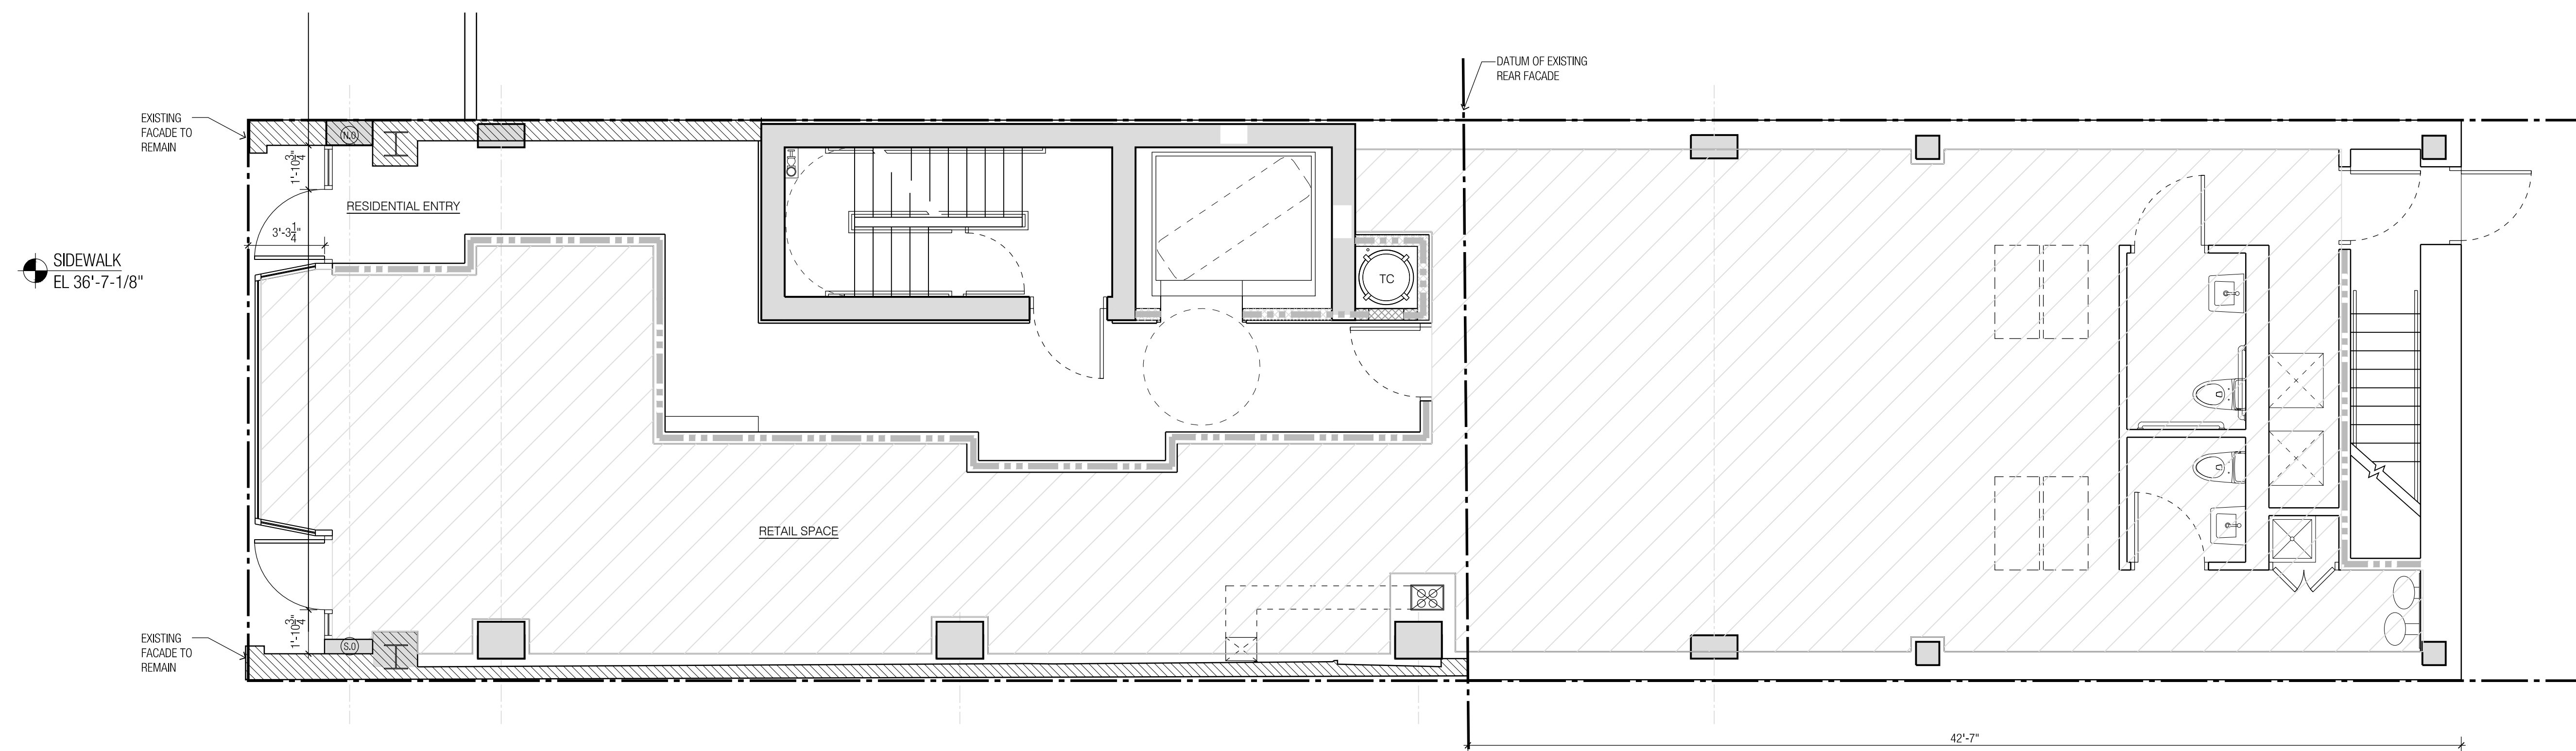 DATUM OF EXISTING
REAR FACADE
EXISTING
FACADE TO
REMAIN
N.0
1'-10 3/4"
RESIDENTIAL ENTRY
3'-3 1/4"
SIDEWALK
EL 36'-7-1/8"
TC
RETAIL SPACE
1'-10 3/4"
EXISTING
FACADE TO
REMAIN
S.0
42'-7"